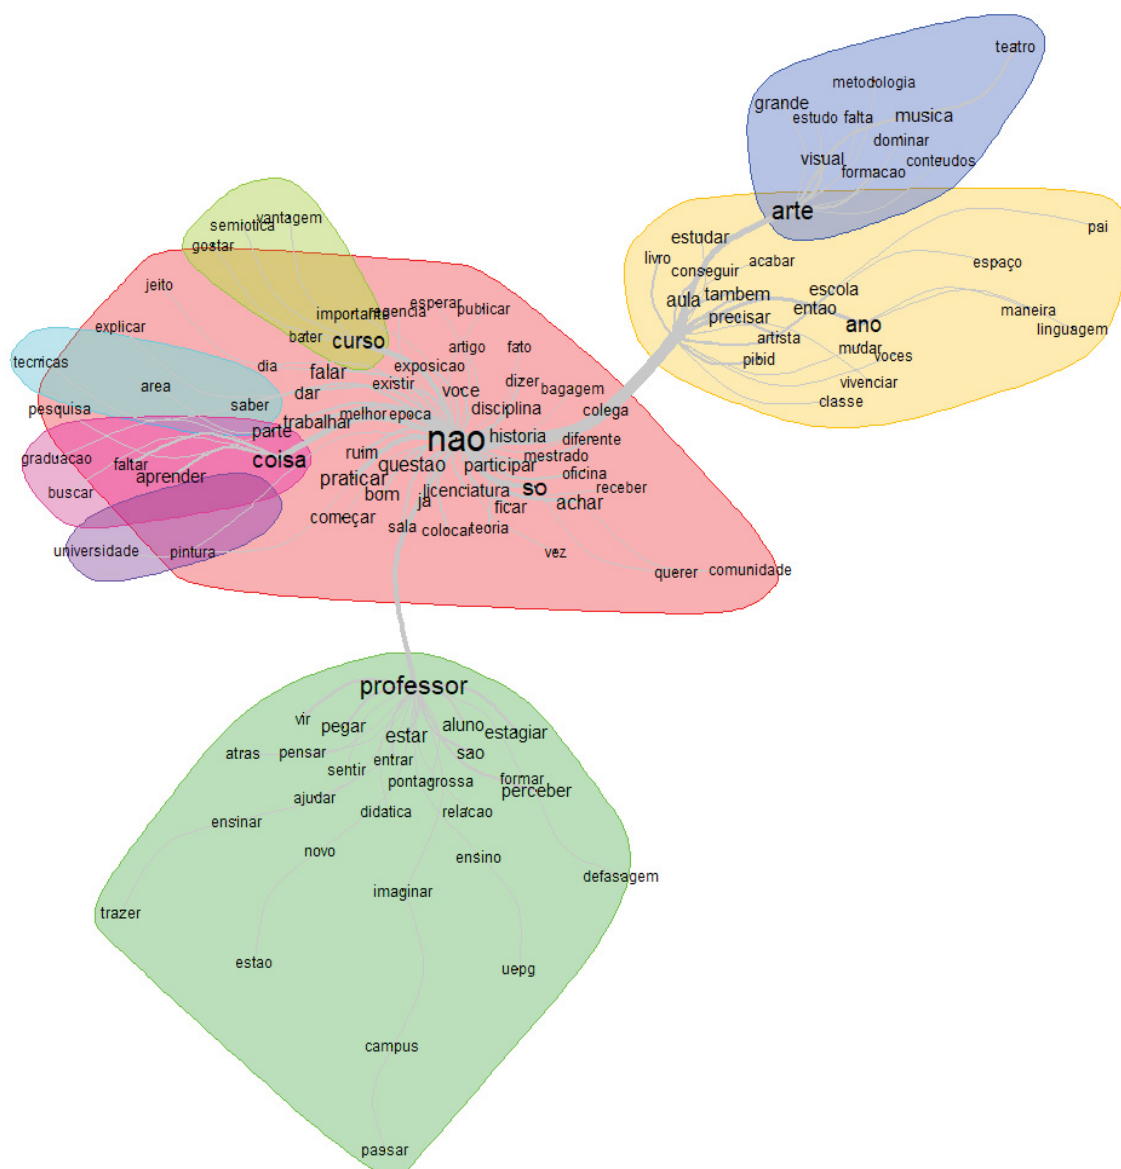 teatro
metodologia
grande
estudo falta
musica
dominar
visual
conteudos
formacao
arte
semiotica
vantagem
gostar
pai
estudar
livro
acabar
conseguir
espaço
jeito
aula
tambem
escola
importante
regencia
esperar
publicar
precisar
entao
maneira
explicar
ano
linguagem
bater
curso
artista
mudar
voces
tecnicas
artigo
fato
pibid
dia
falar
exposicao
area
existir
dizer
vivenciar
pesquisa
saber
dar
voce
bagagem
classe
melhor
epoca
disciplina
colega
parte
trabalhar
nao
historia
diferente
graduacao
faltar
coisa
ruim
questao
participar
mestrado
aprender
praticar
oficina
buscar
bom
licenciatura
so
receber
ja
ficar
achar
começar
sala
colocar
teoria
universidade
pintura
vez
querer
comunidade
professor
vir
pegar
aluno
estagiar
estar
atras
pensar
sao
entrar
sentir
pontagrossa
formar
perceber
ajudar
didatica
relacao
ensinar
novo
ensino
defasagem
imaginar
trazer
estao
uepg
campus
passar